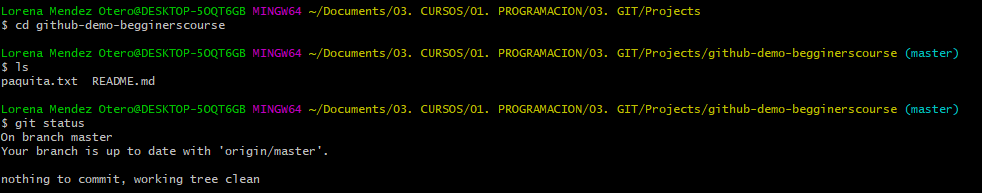 Lorena Mendez Otero@DESKTOP-5OQT6GB MINGW64 ~/Documents/03. CURSOS/01. PROGRAMACION/03. GIT/Projects
$ cd github-demo-begginerscourse
Lorena Mendez Otero@DESKTOP-5OQT6GB MINGW64 ~/Documents/03. CURSOS/01. PROGRAMACION/03. GIT/Projects/github-demo-begginerscourse (master)
$ ls
paquita.txt  README.md
Lorena Mendez Otero@DESKTOP-5OQT6GB MINGW64 ~/Documents/03. CURSOS/01. PROGRAMACION/03. GIT/Projects/github-demo-begginerscourse (master)
$ git status
On branch master
Your branch is up to date with 'origin/master'.
nothing to commit, working tree clean